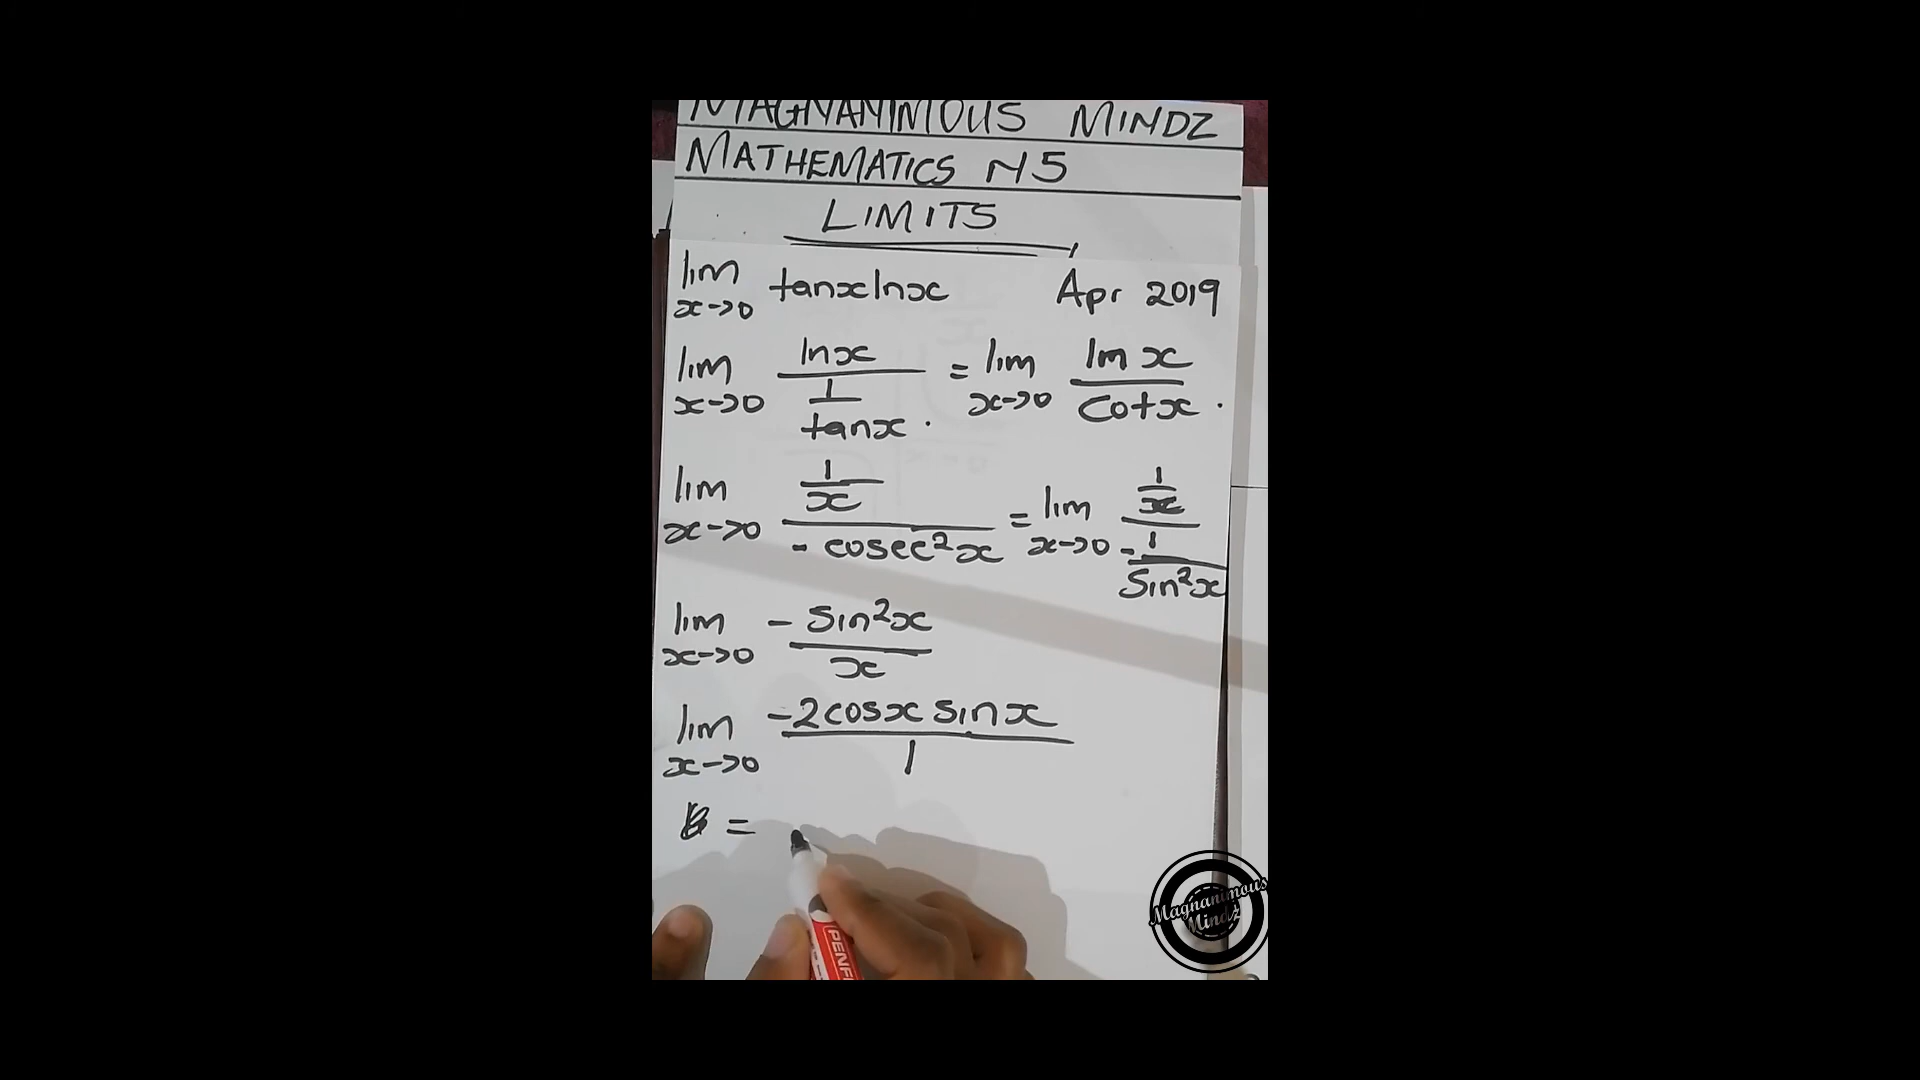 MAGNANIMOUS MINDZ
MATHEMATICS N5
LIMITS
lim x->0 tanxlnx Apr 2019
lim x->0 lnx / (1 / tanx) . = lim x->0 ln x / cotx .
lim x->0 (1/x) / -cosec²x = lim x->0 (1/x) / (-1/Sin²x)
lim x->0 - Sin²x / x
lim x->0 -2cosx sinx / 1
=
PENF
Magnanimous
Mindz